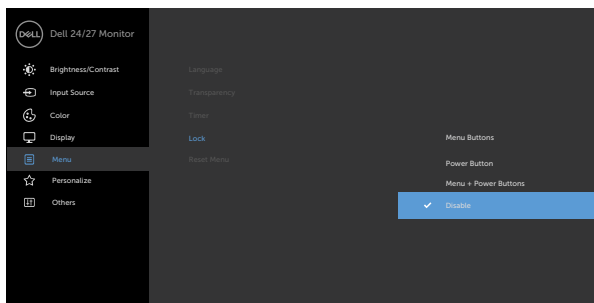 DELL Dell 24/27 Monitor
Brightness/Contrast
Input Source
Color
Display
Menu
Personalize
Others
Language
Transparency
Timer
Lock
Reset Menu
Menu Buttons
Power Button
Menu + Power Buttons
Disable